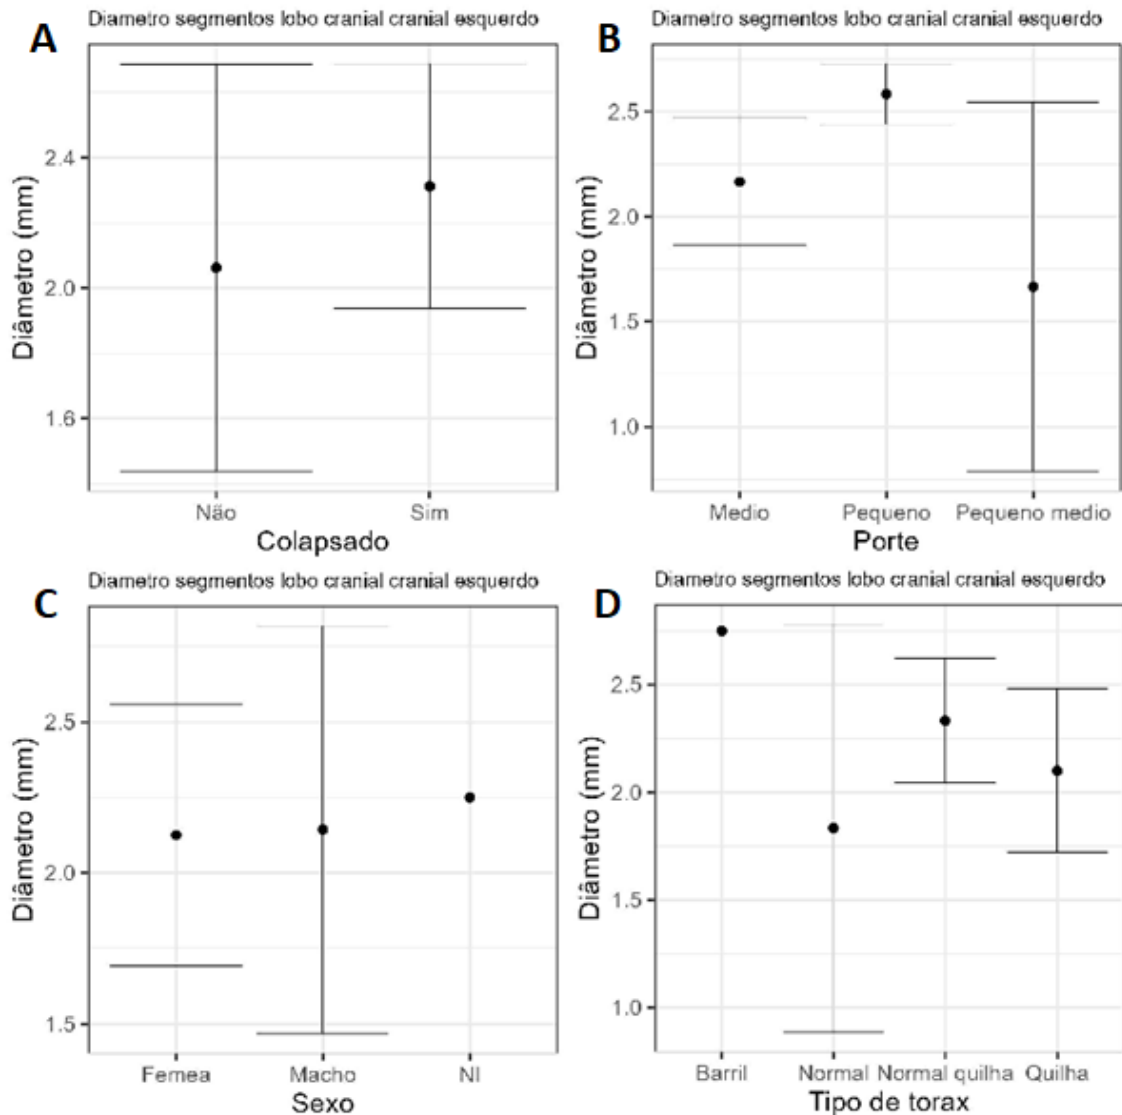 A
Diametro segmentos lobo cranial cranial esquerdo
Diâmetro (mm)
2.4
2.0
1.6
Não Sim
Colapsado
B
Diametro segmentos lobo cranial cranial esquerdo
Diâmetro (mm)
2.5
2.0
1.5
1.0
Medio Pequeno Pequeno medio
Porte
C
Diametro segmentos lobo cranial cranial esquerdo
Diâmetro (mm)
2.5
2.0
1.5
Femea Macho NI
Sexo
D
Diametro segmentos lobo cranial cranial esquerdo
Diâmetro (mm)
2.5
2.0
1.5
1.0
Barril Normal Normal quilha Quilha
Tipo de torax